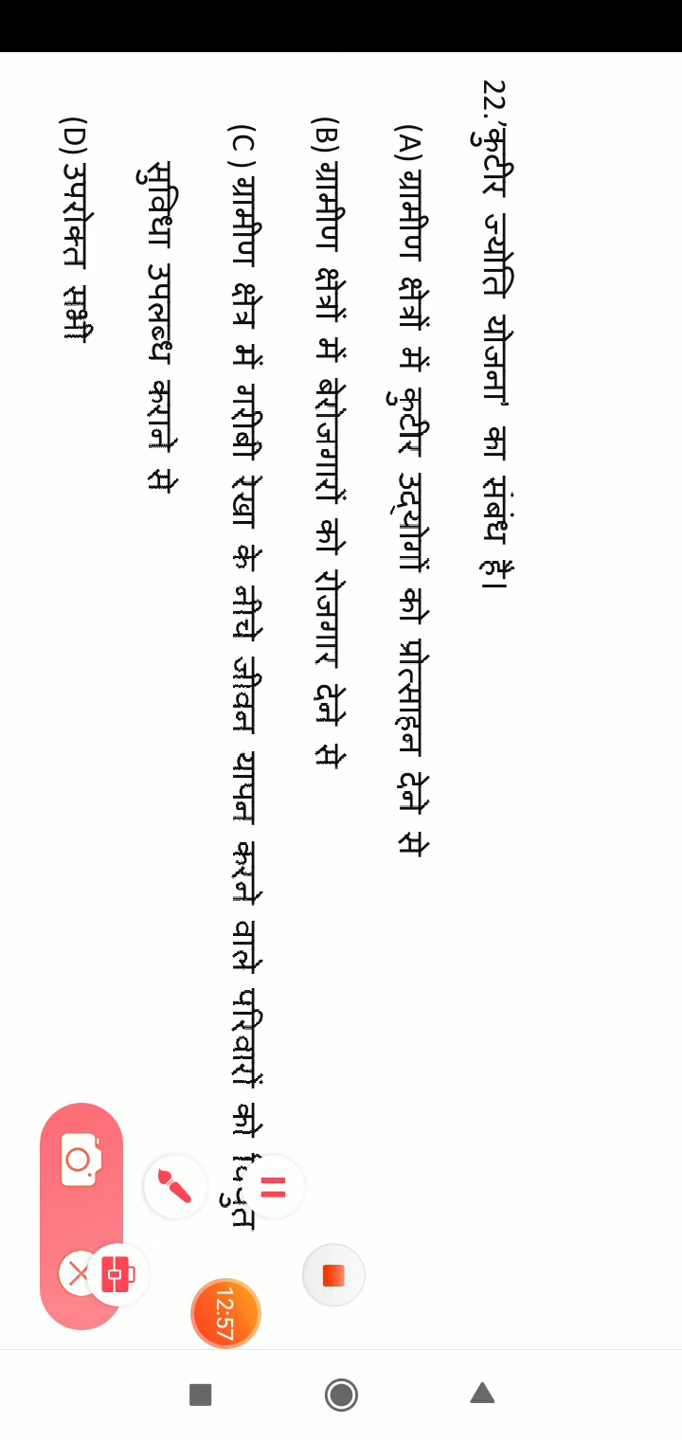 22.'कुटीर ज्योति योजना' का संबंध है।
(A) ग्रामीण क्षेत्रों में कुटीर उद्योगों को प्रोत्साहन देने से
(B) ग्रामीण क्षेत्रों में बेरोजगारों को रोजगार देने से
(C ) ग्रामीण क्षेत्र में गरीबी रेखा के नीचे जीवन यापन करने वाले परिवारों को
सुविधा उपलब्ध कराने से
(D) उपरोक्त सभी
12:57